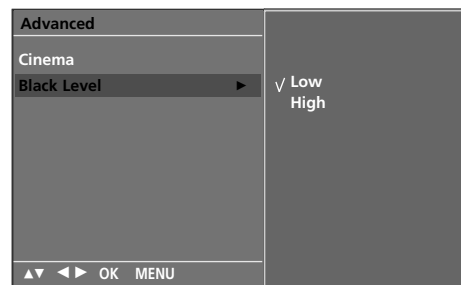 Advanced
Cinema
Black Level ►
√ Low
High
▲▼ ◄► OK MENU